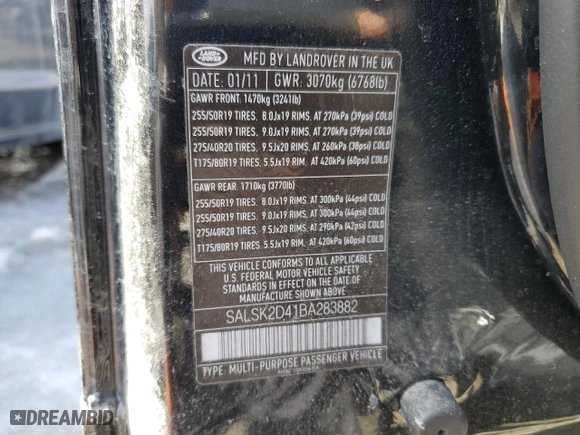 LAND ROVER
MFD BY LANDROVER IN THE UK
DATE: 01/11 GWR: 3070kg (6768lb)
GAWR FRONT: 1470kg (3241lb)
255/50R19 TIRES, 8.0Jx19 RIMS, AT 270kPa (39psi) COLD
255/50R19 TIRES, 9.0Jx19 RIMS, AT 270kPa (39psi) COLD
275/40R20 TIRES, 9.5Jx20 RIMS, AT 260kPa (38psi) COLD
T175/80R19 TIRES, 5.5Jx19 RIM, AT 420kPa (60psi) COLD
GAWR REAR: 1710kg (3770lb)
255/50R19 TIRES, 8.0Jx19 RIMS, AT 300kPa (44psi) COLD
255/50R19 TIRES, 9.0Jx19 RIMS, AT 300kPa (44psi) COLD
275/40R20 TIRES, 9.5Jx20 RIMS, AT 290kPa (42psi) COLD
T175/80R19 TIRES, 5.5Jx19 RIM, AT 420kPa (60psi) COLD
THIS VEHICLE CONFORMS TO ALL APPLICABLE
U.S. FEDERAL MOTOR VEHICLE SAFETY
STANDARDS IN EFFECT ON THE DATE OF
MANUFACTURE SHOWN ABOVE.
SALSK2D41BA283882
TYPE: MULTI-PURPOSE PASSENGER VEHICLE
DREAMBID